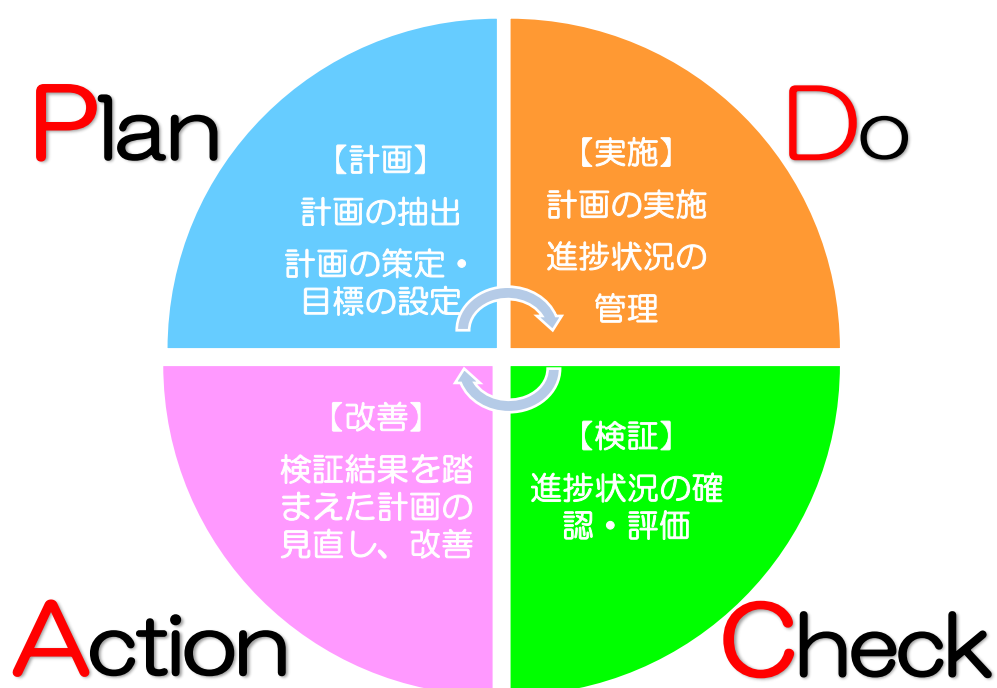 Plan
【計画】
計画の抽出
計画の策定・
目標の設定
Do
【実施】
計画の実施
進捗状況の
管理
【改善】
検証結果を踏
まえた計画の
見直し、改善
Action
【検証】
進捗状況の確
認・評価
Check